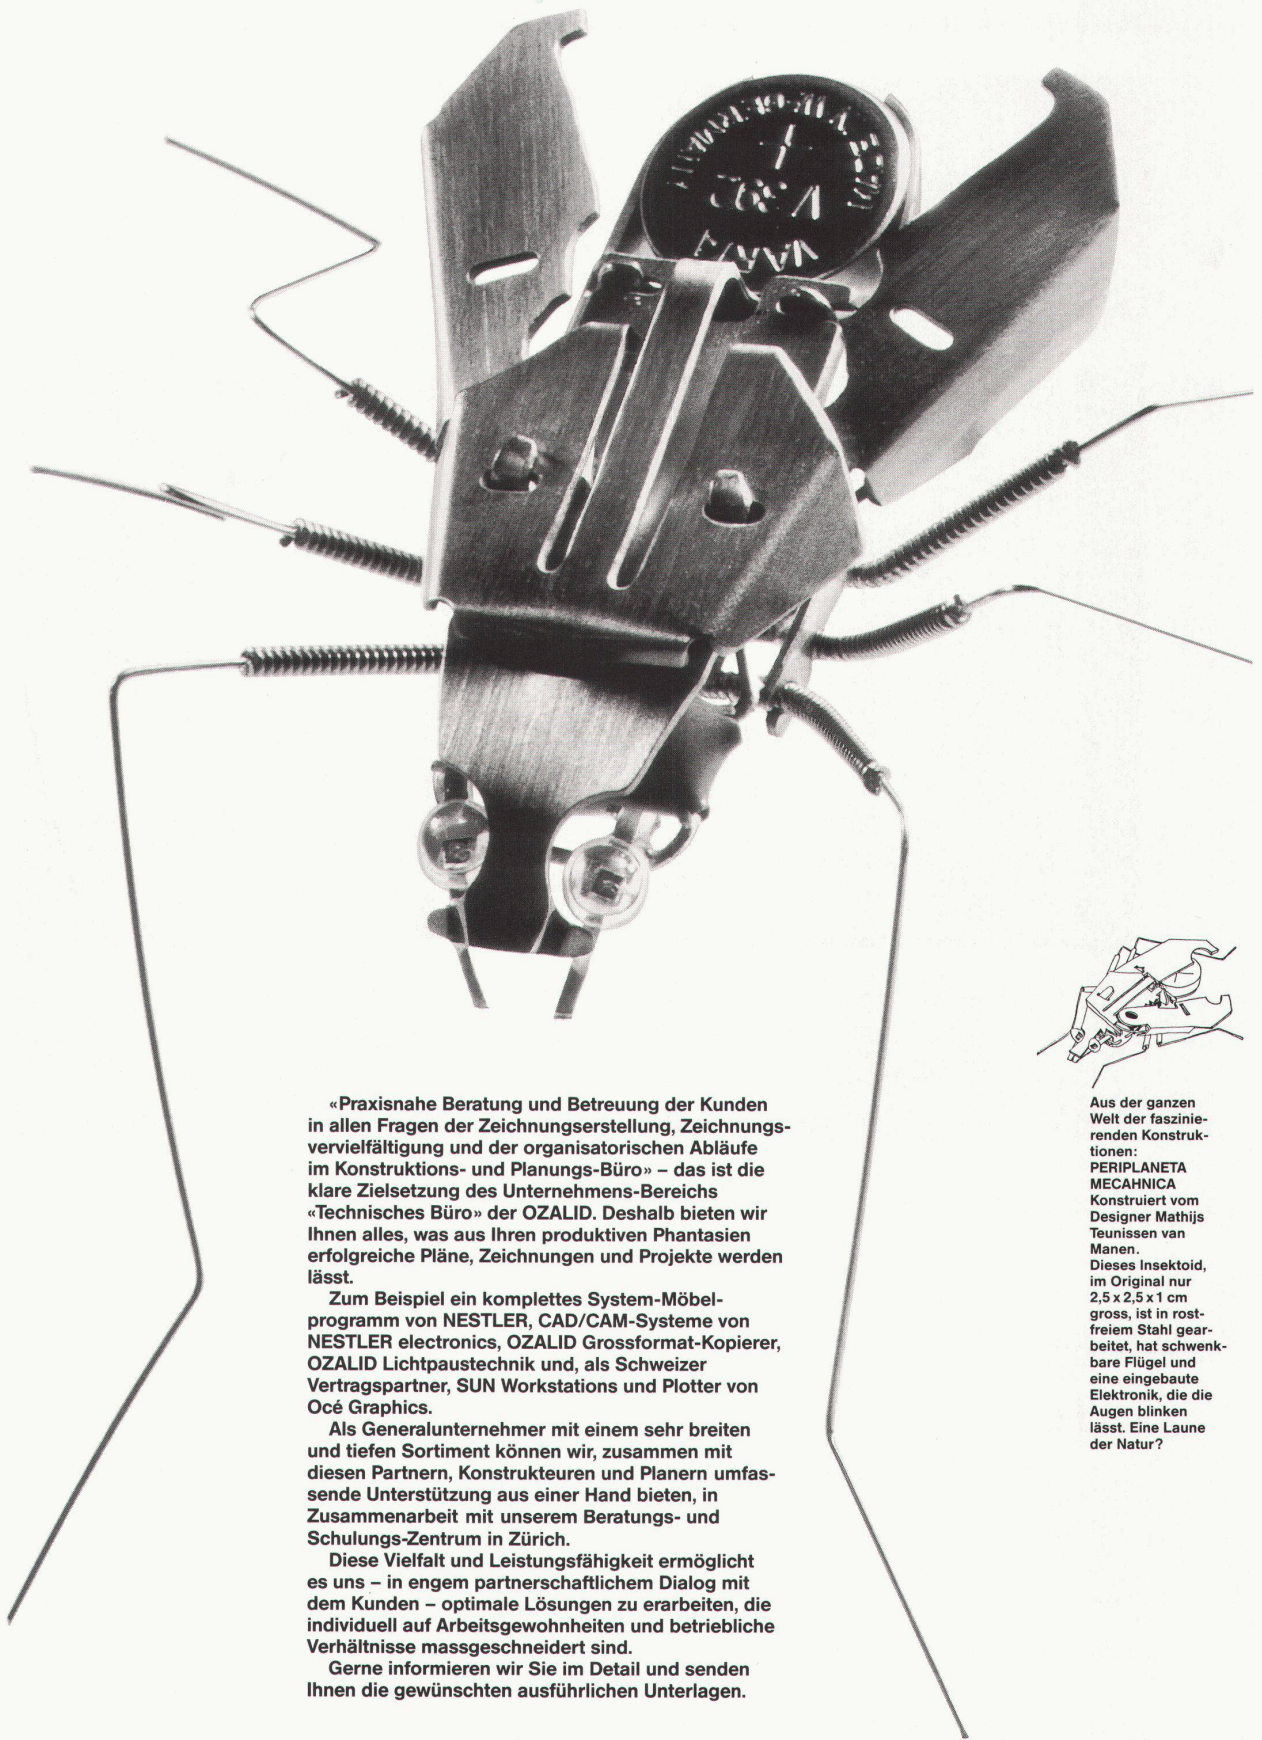 «Praxisnahe Beratung und Betreuung der Kunden
in allen Fragen der Zeichnungserstellung, Zeichnungs-
vervielfältigung und der organisatorischen Abläufe
im Konstruktions- und Planungs-Büro» – das ist die
klare Zielsetzung des Unternehmens-Bereichs
«Technisches Büro» der OZALID. Deshalb bieten wir
Ihnen alles, was aus Ihren produktiven Phantasien
erfolgreiche Pläne, Zeichnungen und Projekte werden
lässt.
Zum Beispiel ein komplettes System-Möbel-
programm von NESTLER, CAD/CAM-Systeme von
NESTLER electronics, OZALID Grossformat-Kopierer,
OZALID Lichtpaustechnik und, als Schweizer
Vertragspartner, SUN Workstations und Plotter von
Océ Graphics.
Als Generalunternehmer mit einem sehr breiten
und tiefen Sortiment können wir, zusammen mit
diesen Partnern, Konstrukteuren und Planern umfas-
sende Unterstützung aus einer Hand bieten, in
Zusammenarbeit mit unserem Beratungs- und
Schulungs-Zentrum in Zürich.
Diese Vielfalt und Leistungsfähigkeit ermöglicht
es uns – in engem partnerschaftlichem Dialog mit
dem Kunden – optimale Lösungen zu erarbeiten, die
individuell auf Arbeitsgewohnheiten und betriebliche
Verhältnisse massgeschneidert sind.
Gerne informieren wir Sie im Detail und senden
Ihnen die gewünschten ausführlichen Unterlagen.
Aus der ganzen
Welt der faszinie-
renden Konstruk-
tionen:
PERIPLANETA
MECAHNICA
Konstruiert vom
Designer Mathijs
Teunissen van
Manen.
Dieses Insektoid,
im Original nur
2,5 x 2,5 x 1 cm
gross, ist in rost-
freiem Stahl gear-
beitet, hat schwenk-
bare Flügel und
eine eingebaute
Elektronik, die die
Augen blinken
lässt. Eine Laune
der Natur?